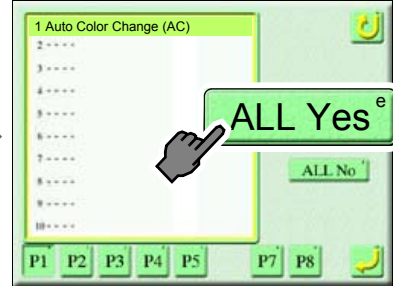 1 Auto Color Change (AC)
2 - - - -
3 - - - -
4 - - - -
5 - - - -
6 - - - -
7 - - - -
8 - - - -
9 - - - -
10 - - - -
ALL Yes e
ALL No
P1 P2 P3 P4 P5 P7 P8